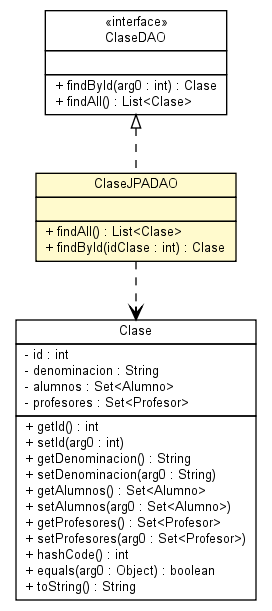 «interface»
ClaseDAO
+ findById(arg0 : int) : Clase
+ findAll() : List<Clase>
ClaseJPADAO
+ findAll() : List<Clase>
+ findById(idClase : int) : Clase
Clase
- id : int
- denominacion : String
- alumnos : Set<Alumno>
- profesores : Set<Profesor>
+ getId() : int
+ setId(arg0 : int)
+ getDenominacion() : String
+ setDenominacion(arg0 : String)
+ getAlumnos() : Set<Alumno>
+ setAlumnos(arg0 : Set<Alumno>)
+ getProfesores() : Set<Profesor>
+ setProfesores(arg0 : Set<Profesor>)
+ hashCode() : int
+ equals(arg0 : Object) : boolean
+ toString() : String